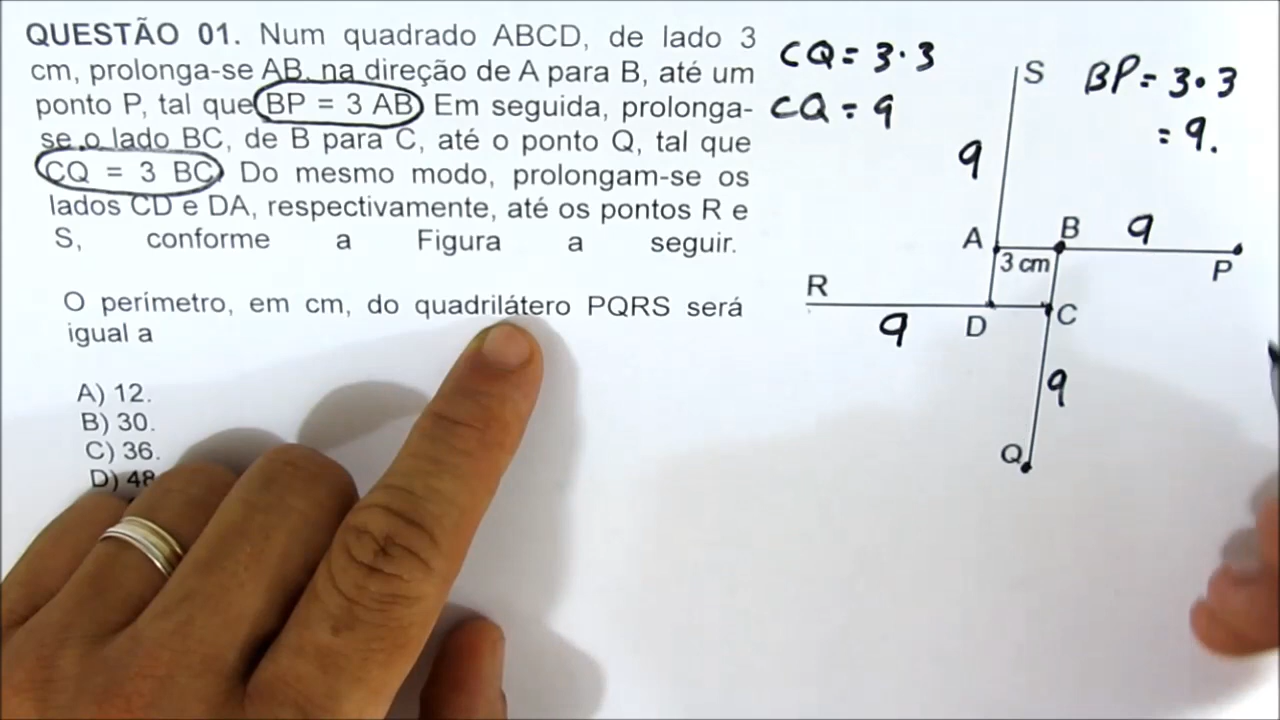 QUESTÃO 01. Num quadrado ABCD, de lado 3
cm, prolonga-se AB, na direção de A para B, até um
ponto P, tal que BP = 3 AB Em seguida, prolonga-
se o lado BC, de B para C, até o ponto Q, tal que
CQ = 3 BC. Do mesmo modo, prolongam-se os
lados CD e DA, respectivamente, até os pontos R e
S, conforme a Figura a seguir.
O perímetro, em cm, do quadrilátero PQRS será
igual a
A) 12.
B) 30.
C) 36.
D) 48
CQ = 3.3
CQ = 9
S
BP = 3.3
= 9.
9
A
B
9
3 cm
P
R
9
D
C
9
Q